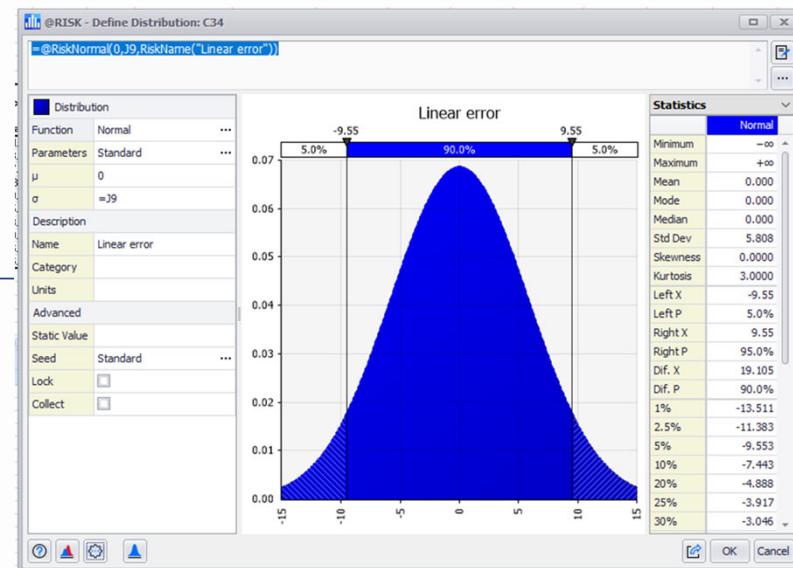 @RISK - Define Distribution: C34
=@RiskNormal(0,J9,RiskName("Linear error"))
Distribution
Function Normal ...
Parameters Standard ...
μ 0
σ =J9
Description
Name Linear error
Category
Units
Advanced
Static Value
Seed Standard ...
Lock
Collect
Linear error
-9.55 9.55
5.0% 90.0% 5.0%
0.07
0.06
0.05
0.04
0.03
0.02
0.01
0.00
-15 -10 -5 0 5 10 15
Statistics
Normal
Minimum −∞
Maximum +∞
Mean 0.000
Mode 0.000
Median 0.000
Std Dev 5.808
Skewness 0.0000
Kurtosis 3.0000
Left X -9.55
Left P 5.0%
Right X 9.55
Right P 95.0%
Dif. X 19.105
Dif. P 90.0%
1% -13.511
2.5% -11.383
5% -9.553
10% -7.443
20% -4.888
25% -3.917
30% -3.046
OK Cancel